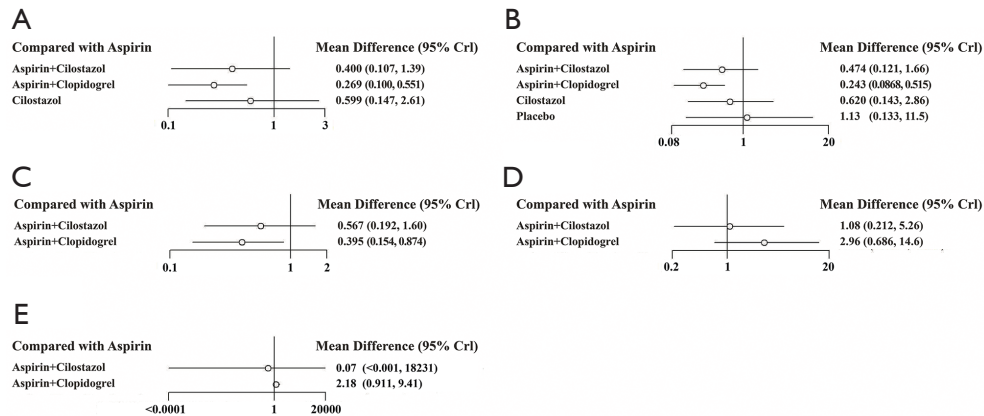 A
Compared with Aspirin Mean Difference (95% Crl)
Aspirin+Cilostazol 0.400 (0.107, 1.39)
Aspirin+Clopidogrel 0.269 (0.100, 0.551)
Cilostazol 0.599 (0.147, 2.61)
0.1 1 3
B
Compared with Aspirin Mean Difference (95% Crl)
Aspirin+Cilostazol 0.474 (0.121, 1.66)
Aspirin+Clopidogrel 0.243 (0.0868, 0.515)
Cilostazol 0.620 (0.143, 2.86)
Placebo 1.13 (0.133, 11.5)
0.08 1 20
C
Compared with Aspirin Mean Difference (95% Crl)
Aspirin+Cilostazol 0.567 (0.192, 1.60)
Aspirin+Clopidogrel 0.395 (0.154, 0.874)
0.1 1 2
D
Compared with Aspirin Mean Difference (95% Crl)
Aspirin+Cilostazol 1.08 (0.212, 5.26)
Aspirin+Clopidogrel 2.96 (0.686, 14.6)
0.2 1 20
E
Compared with Aspirin Mean Difference (95% Crl)
Aspirin+Cilostazol 0.07 (<0.001, 18231)
Aspirin+Clopidogrel 2.18 (0.911, 9.41)
<0.0001 1 20000